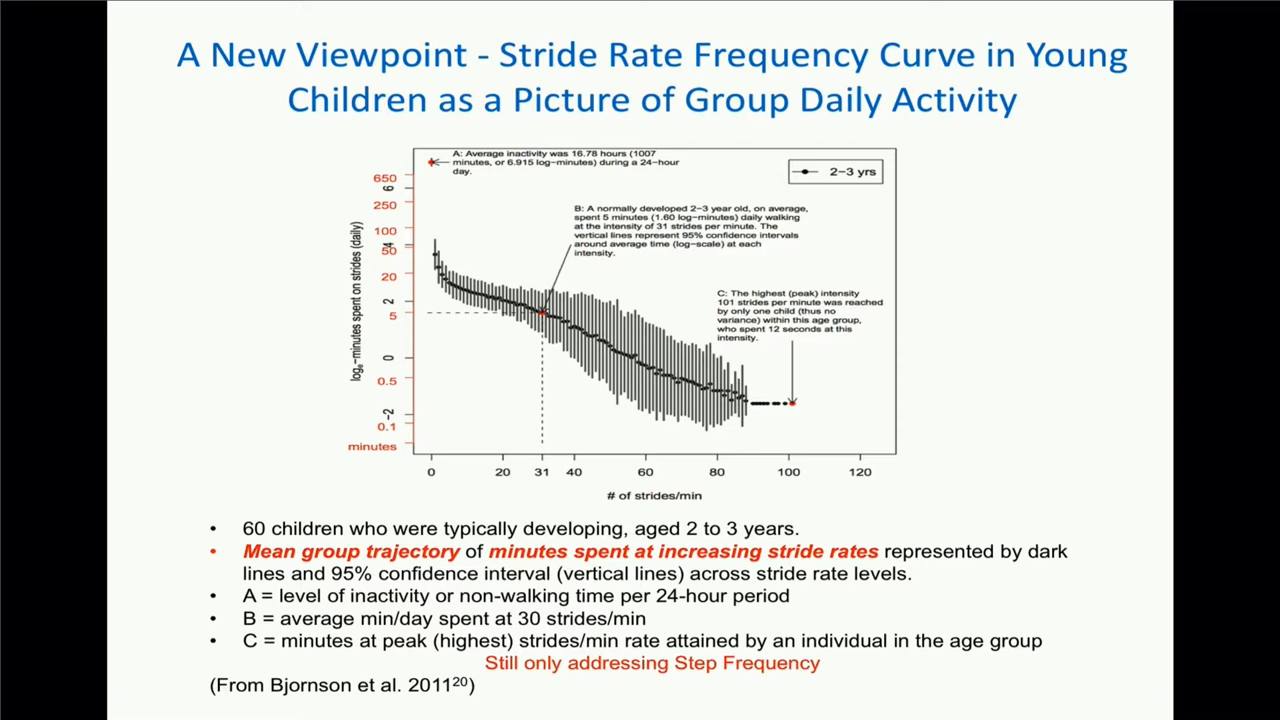 A New Viewpoint - Stride Rate Frequency Curve in Young
Children as a Picture of Group Daily Activity
A: Average inactivity was 16.78 hours (1007
minutes, or 6.915 log−minutes) during a 24-hour
day.
2−3 yrs
B: A normally developed 2−3 year old, on average,
spent 5 minutes (1.60 log−minutes) daily walking
at the intensity of 31 strides per minute. The
vertical lines represent 95% confidence intervals
around average time (log−scale) at each
intensity.
C: The highest (peak) intensity
101 strides per minute was reached
by only one child (thus no
variance) within this age group,
who spent 12 seconds at this
intensity.
logₑ−minutes spent on strides (daily)
650
6
250
100
4
50
20
2
5
0
0.5
−2
0.1
minutes
0 20 31 40 60 80 100 120
# of strides/min
• 60 children who were typically developing, aged 2 to 3 years.
• Mean group trajectory of minutes spent at increasing stride rates represented by dark
lines and 95% confidence interval (vertical lines) across stride rate levels.
• A = level of inactivity or non-walking time per 24-hour period
• B = average min/day spent at 30 strides/min
• C = minutes at peak (highest) strides/min rate attained by an individual in the age group
Still only addressing Step Frequency
(From Bjornson et al. 2011²⁰)